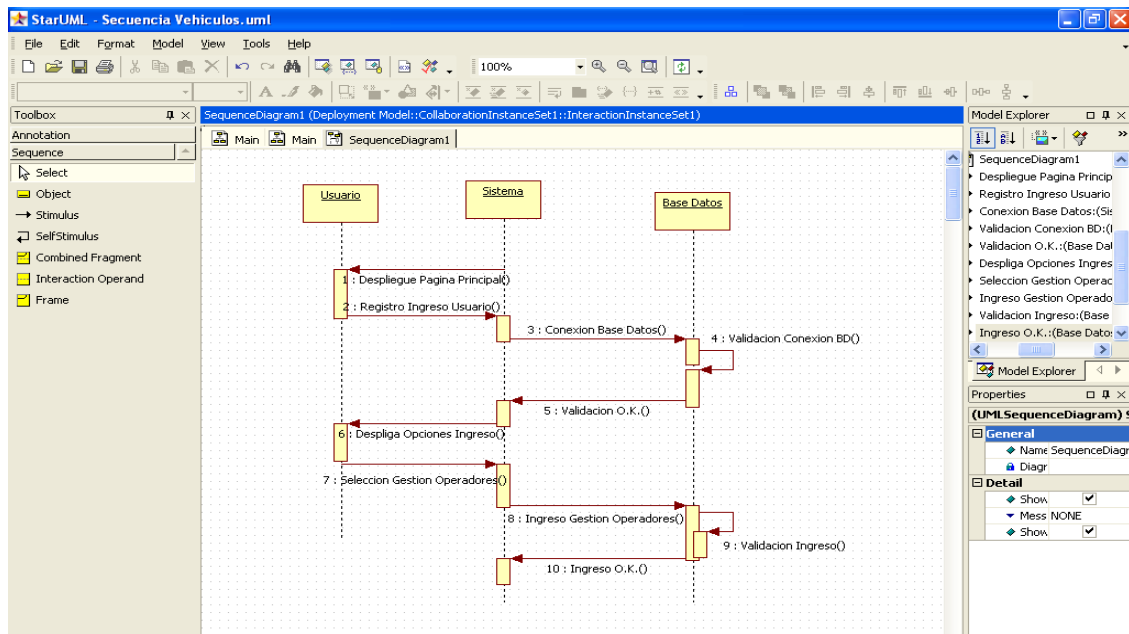 StarUML - Secuencia Vehiculos.uml
File Edit Format Model View Tools Help
100%
Toolbox
Annotation
Sequence
Select
Object
Stimulus
SelfStimulus
Combined Fragment
Interaction Operand
Frame
SequenceDiagram1 (Deployment Model::CollaborationInstanceSet1::InteractionInstanceSet1)
Main Main SequenceDiagram1
Usuario
Sistema
Base Datos
1 : Despliegue Pagina Principal()
2 : Registro Ingreso Usuario()
3 : Conexion Base Datos()
4 : Validacion Conexion BD()
5 : Validacion O.K.()
6 : Despliga Opciones Ingreso()
7 : Seleccion Gestion Operadores()
8 : Ingreso Gestion Operadores()
9 : Validacion Ingreso()
10 : Ingreso O.K.()
Model Explorer
SequenceDiagram1
Despliegue Pagina Princip
Registro Ingreso Usuario
Conexion Base Datos:(Sis
Validacion Conexion BD:(
Validacion O.K.:(Base Dat
Despliga Opciones Ingres
Seleccion Gestion Operac
Ingreso Gestion Operado
Validacion Ingreso:(Base
Ingreso O.K.:(Base Datos
Model Explorer
Properties
(UMLSequenceDiagram) S
General
Name SequenceDiagr
Diagr
Detail
Show
Mess NONE
Show